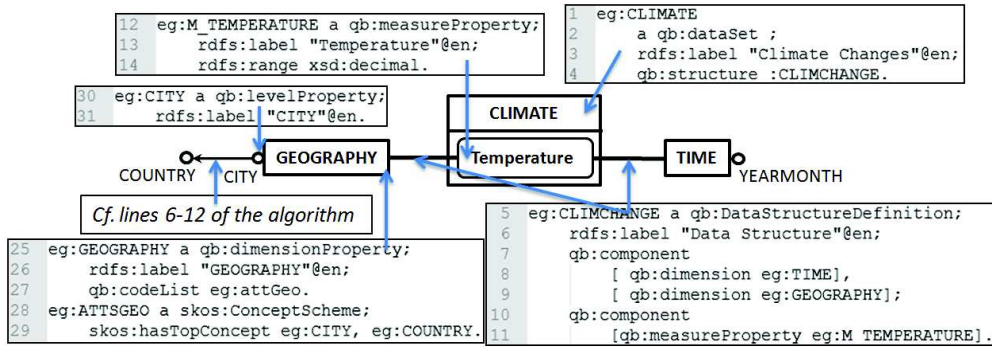 12 eg:M_TEMPERATURE a qb:measureProperty;
13 rdfs:label "Temperature"@en;
14 rdfs:range xsd:decimal.
1 eg:CLIMATE
2 a qb:dataSet ;
3 rdfs:label "Climate Changes"@en;
4 qb:structure :CLIMCHANGE.
30 eg:CITY a qb:levelProperty;
31 rdfs:label "CITY"@en.
CLIMATE
GEOGRAPHY
Temperature
TIME
COUNTRY
CITY
YEARMONTH
Cf. lines 6-12 of the algorithm
25 eg:GEOGRAPHY a qb:dimensionProperty;
26 rdfs:label "GEOGRAPHY"@en;
27 qb:codeList eg:attGeo.
28 eg:ATTSGEO a skos:ConceptScheme;
29 skos:hasTopConcept eg:CITY, eg:COUNTRY.
5 eg:CLIMCHANGE a qb:DataStructureDefinition;
6 rdfs:label "Data Structure"@en;
7 qb:component
8 [ qb:dimension eg:TIME],
9 [ qb:dimension eg:GEOGRAPHY];
10 qb:component
11 [qb:measureProperty eg:M_TEMPERATURE].